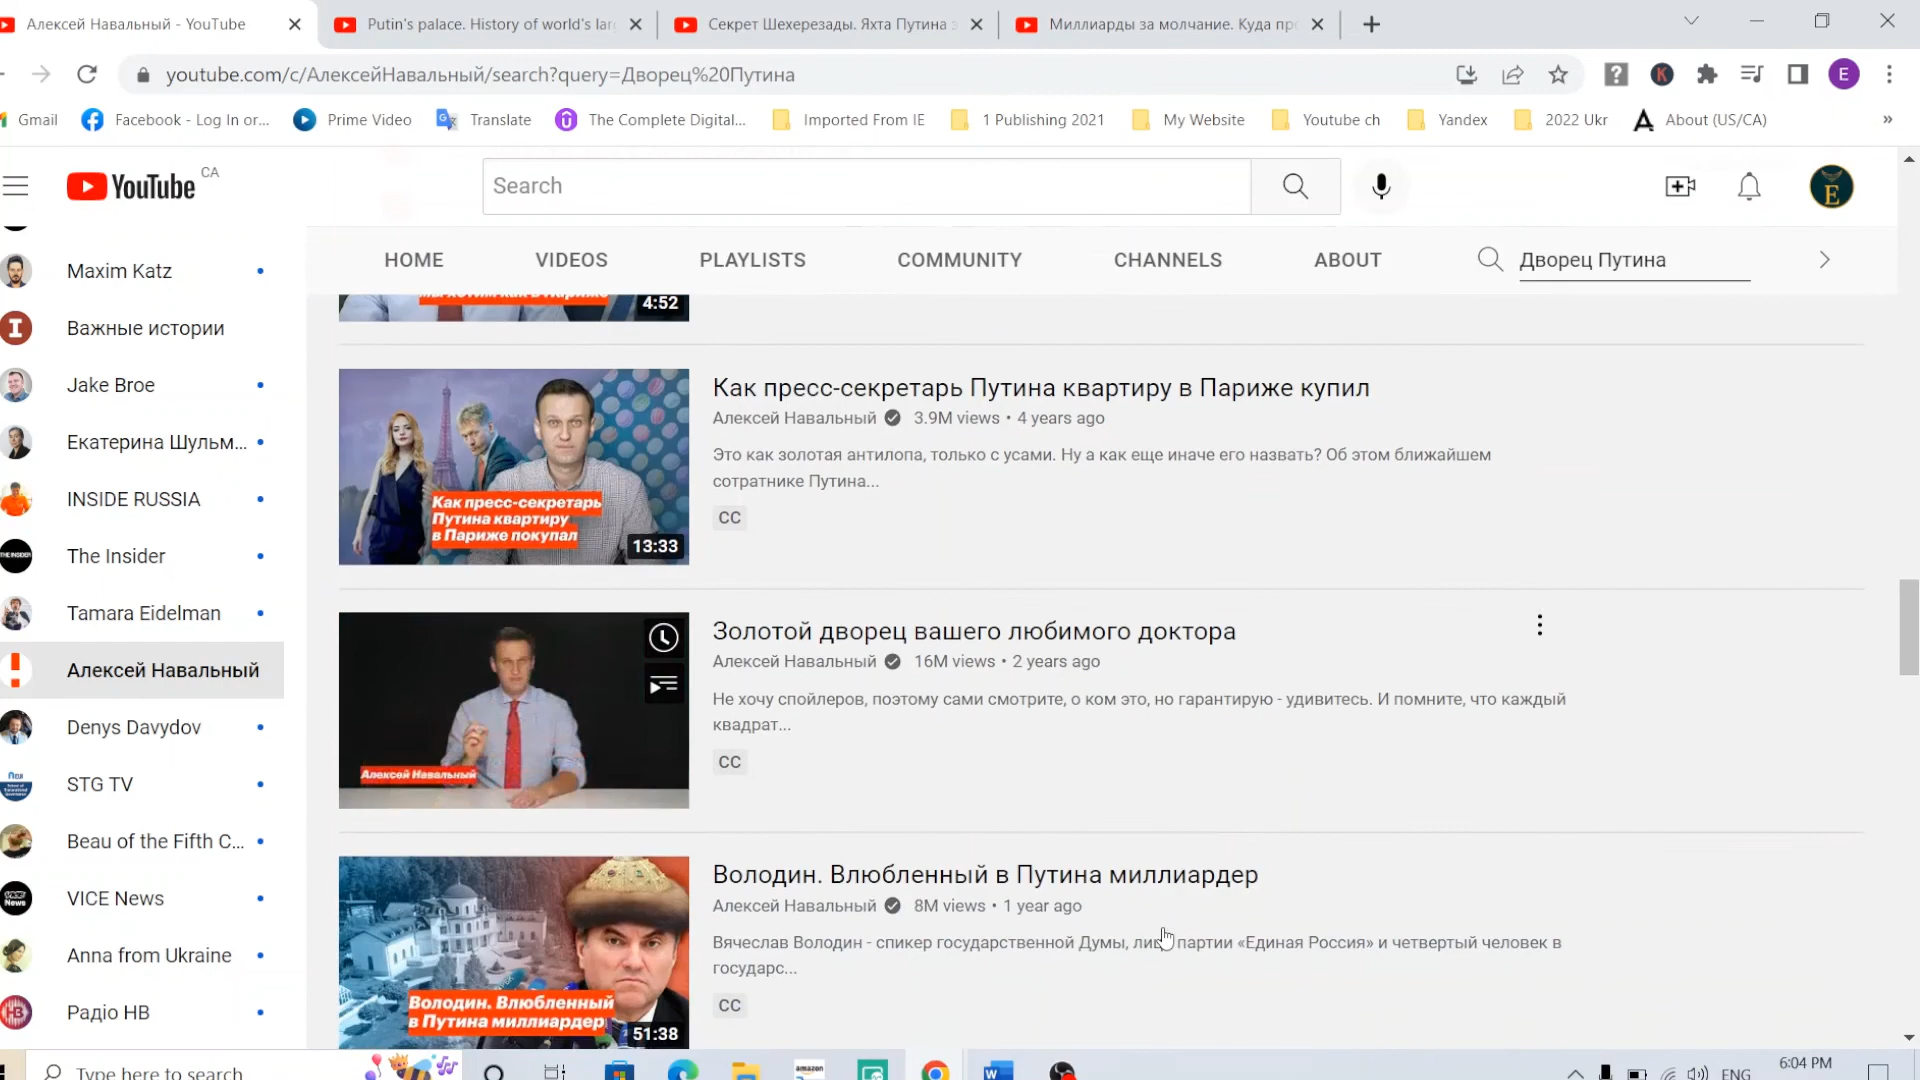 Алексей Навальный - YouTube
Putin's palace. History of world's lar
Секрет Шехерезады. Яхта Путина з
Миллиарды за молчание. Куда пр
youtube.com/c/АлексейНавальный/search?query=Дворец%20Путина
E
Gmail
Facebook - Log In or...
Prime Video
Translate
The Complete Digital...
Imported From IE
1 Publishing 2021
My Website
Youtube ch
Yandex
2022 Ukr
About (US/CA)
»
YouTube CA
Search
E
HOME
VIDEOS
PLAYLISTS
COMMUNITY
CHANNELS
ABOUT
Дворец Путина
Maxim Katz
Важные истории
Jake Broe
Екатерина Шульм...
INSIDE RUSSIA
The Insider
Tamara Eidelman
Алексей Навальный
Denys Davydov
STG TV
Beau of the Fifth C...
VICE News
Anna from Ukraine
Радіо НВ
4:52
Как пресс-секретарь
Путина квартиру
в Париже покупал
13:33
Как пресс-секретарь Путина квартиру в Париже купил
Алексей Навальный 3.9M views • 4 years ago
Это как золотая антилопа, только с усами. Ну а как еще иначе его назвать? Об этом ближайшем
сотратнике Путина...
CC
Алексей Навальный
Золотой дворец вашего любимого доктора
Алексей Навальный 16M views • 2 years ago
Не хочу спойлеров, поэтому сами смотрите, о ком это, но гарантирую - удивитесь. И помните, что каждый
квадрат...
CC
Володин. Влюбленный
в Путина миллиардер
51:38
Володин. Влюбленный в Путина миллиардер
Алексей Навальный 8M views • 1 year ago
Вячеслав Володин - спикер государственной Думы, партии «Единая Россия» и четвертый человек в
государс...
CC
Type here to search
amazon
W
ENG
6:04 PM